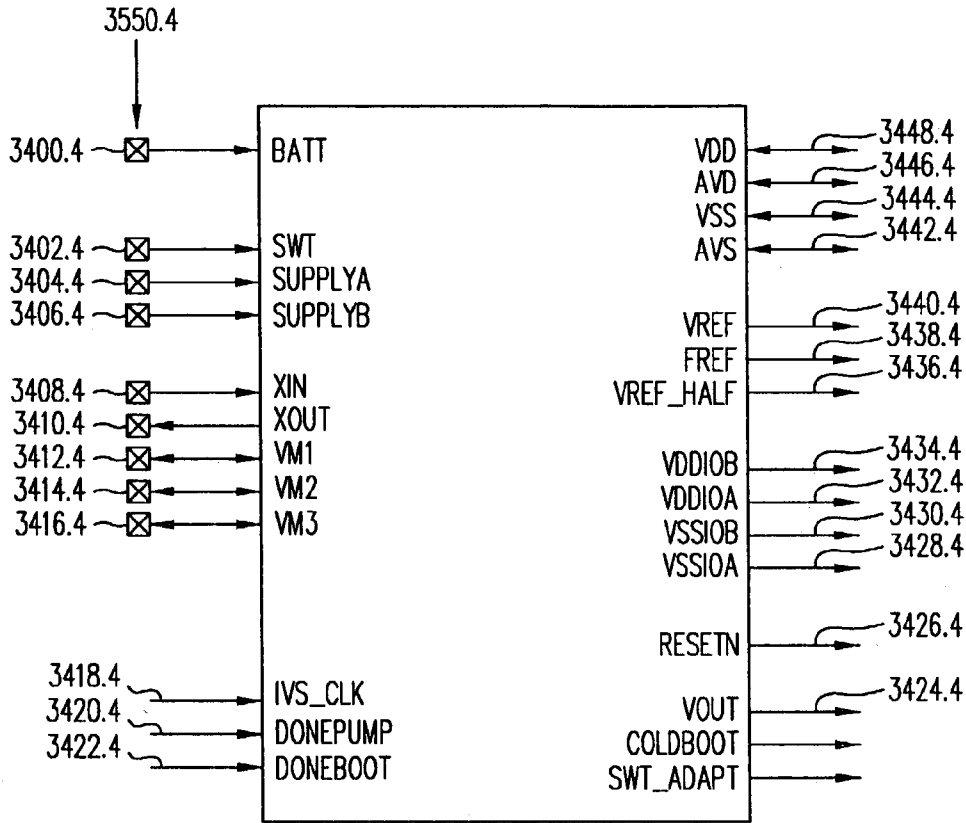 3550.4
3400.4 BATT VDD 3448.4
AVD 3446.4
VSS 3444.4
3402.4 SWT AVS 3442.4
3404.4 SUPPLYA
3406.4 SUPPLYB VREF 3440.4
FREF 3438.4
3408.4 XIN VREF_HALF 3436.4
3410.4 XOUT
3412.4 VM1 VDDIOB 3434.4
3414.4 VM2 VDDIOA 3432.4
3416.4 VM3 VSSIOB 3430.4
VSSIOA 3428.4
RESETN 3426.4
3418.4 IVS_CLK VOUT 3424.4
3420.4 DONEPUMP COLDBOOT
3422.4 DONEBOOT SWT_ADAPT